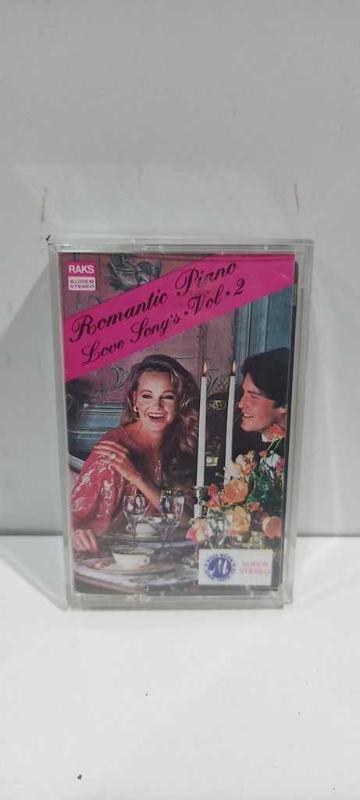 RAKS
SUPER
STEREO
Romantic Piano
Love Song's • Vol • 2
M
SUPER
STEREO